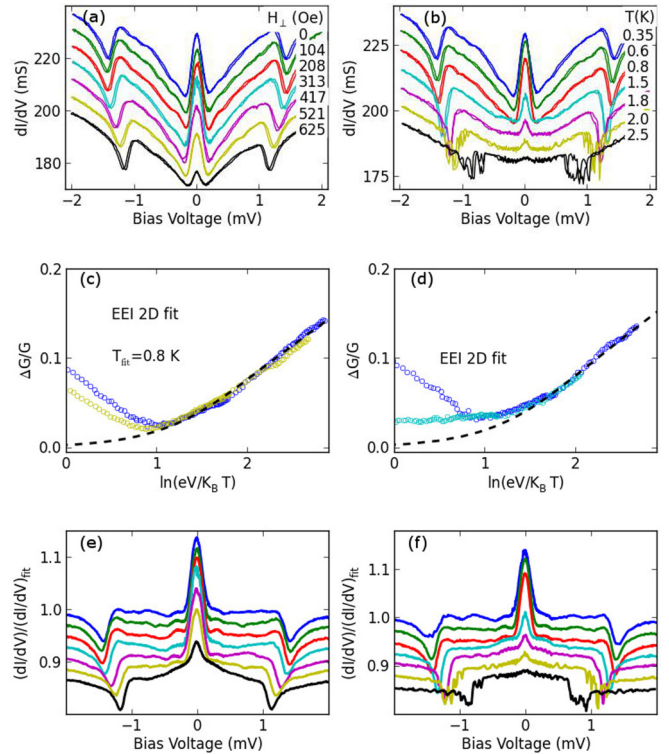 (a)
H⊥ (Oe)
0
104
208
313
417
521
625
220
200
180
dI/dV (mS)
−2 −1 0 1 2
Bias Voltage (mV)
(b)
T(K)
0.35
0.6
0.8
1.5
1.8
2.0
2.5
225
200
175
dI/dV (mS)
−2 −1 0 1 2
Bias Voltage (mV)
(c)
EEI 2D fit
Tfit=0.8 K
0.2
0.1
0.0
ΔG/G
0 1 2
ln(eV/KB T)
(d)
EEI 2D fit
0.2
0.1
0.0
ΔG/G
0 1 2
ln(eV/KB T)
(e)
1.1
1.0
0.9
(dI/dV)/(dI/dV)fit
−1 0 1
Bias Voltage (mV)
(f)
1.1
1.0
0.9
(dI/dV)/(dI/dV)fit
−1 0 1
Bias Voltage (mV)